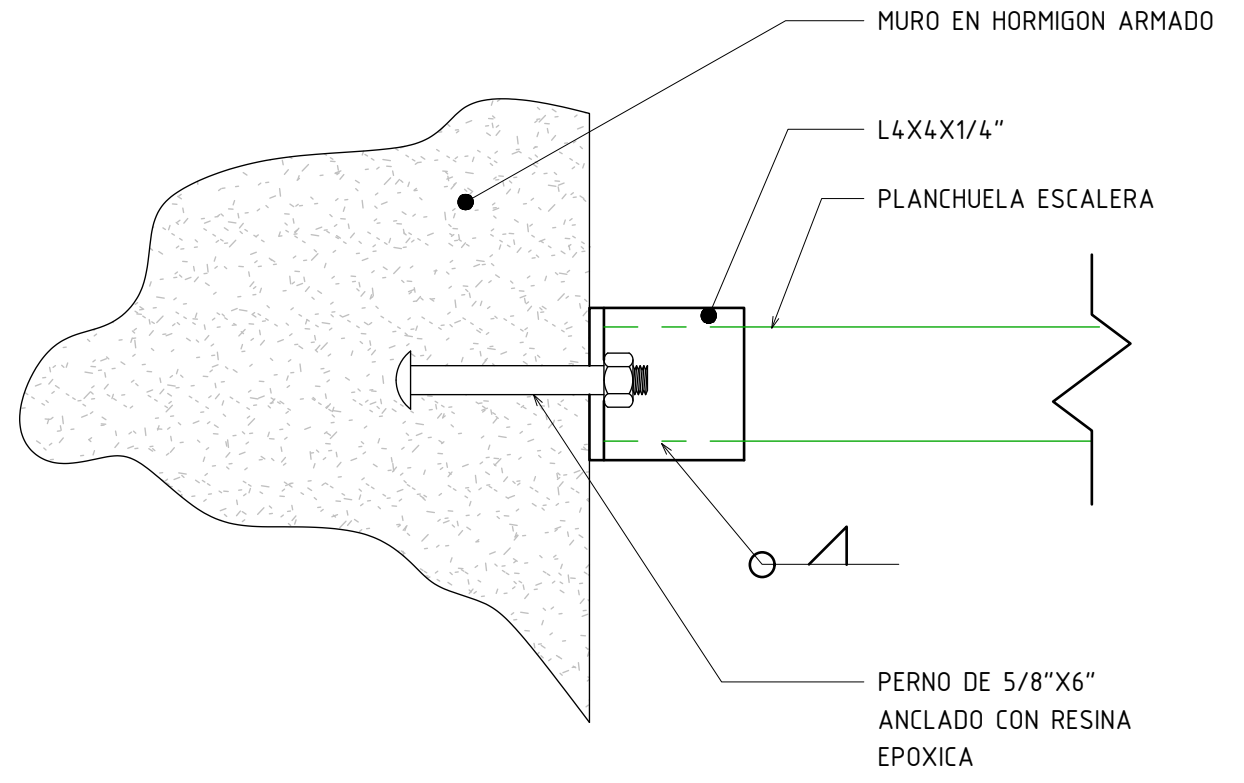 MURO EN HORMIGON ARMADO
L4X4X1/4"
PLANCHUELA ESCALERA
PERNO DE 5/8"X6"
ANCLADO CON RESINA
EPOXICA